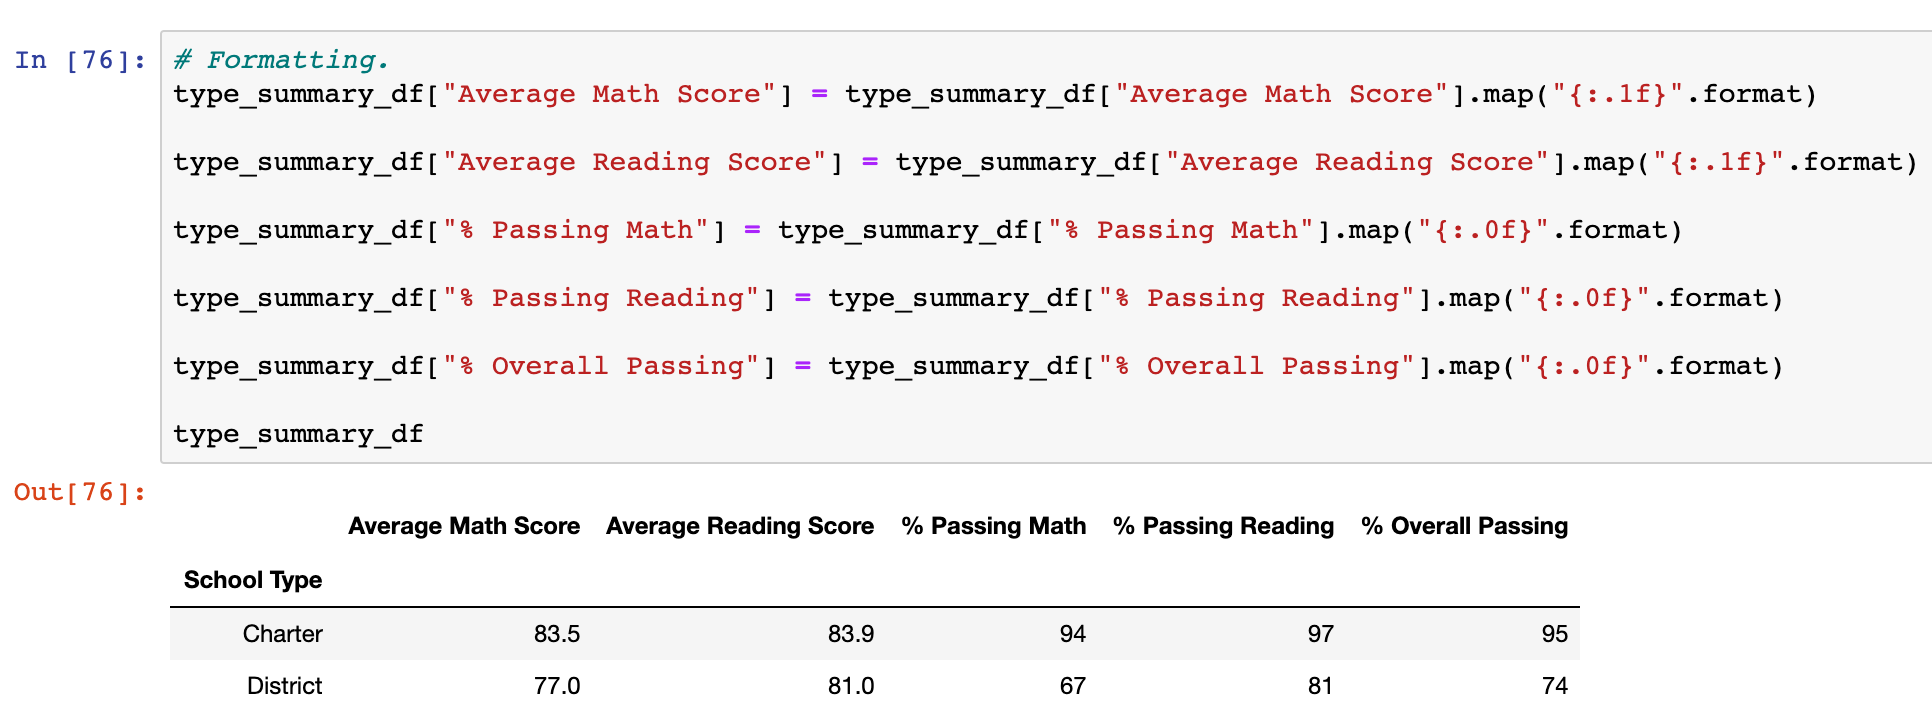 In [76]: # Formatting.
type_summary_df["Average Math Score"] = type_summary_df["Average Math Score"].map("{:.1f}".format)
type_summary_df["Average Reading Score"] = type_summary_df["Average Reading Score"].map("{:.1f}".format)
type_summary_df["% Passing Math"] = type_summary_df["% Passing Math"].map("{:.0f}".format)
type_summary_df["% Passing Reading"] = type_summary_df["% Passing Reading"].map("{:.0f}".format)
type_summary_df["% Overall Passing"] = type_summary_df["% Overall Passing"].map("{:.0f}".format)
type_summary_df
Out[76]:
Average Math Score Average Reading Score % Passing Math % Passing Reading % Overall Passing
School Type
Charter 83.5 83.9 94 97 95
District 77.0 81.0 67 81 74